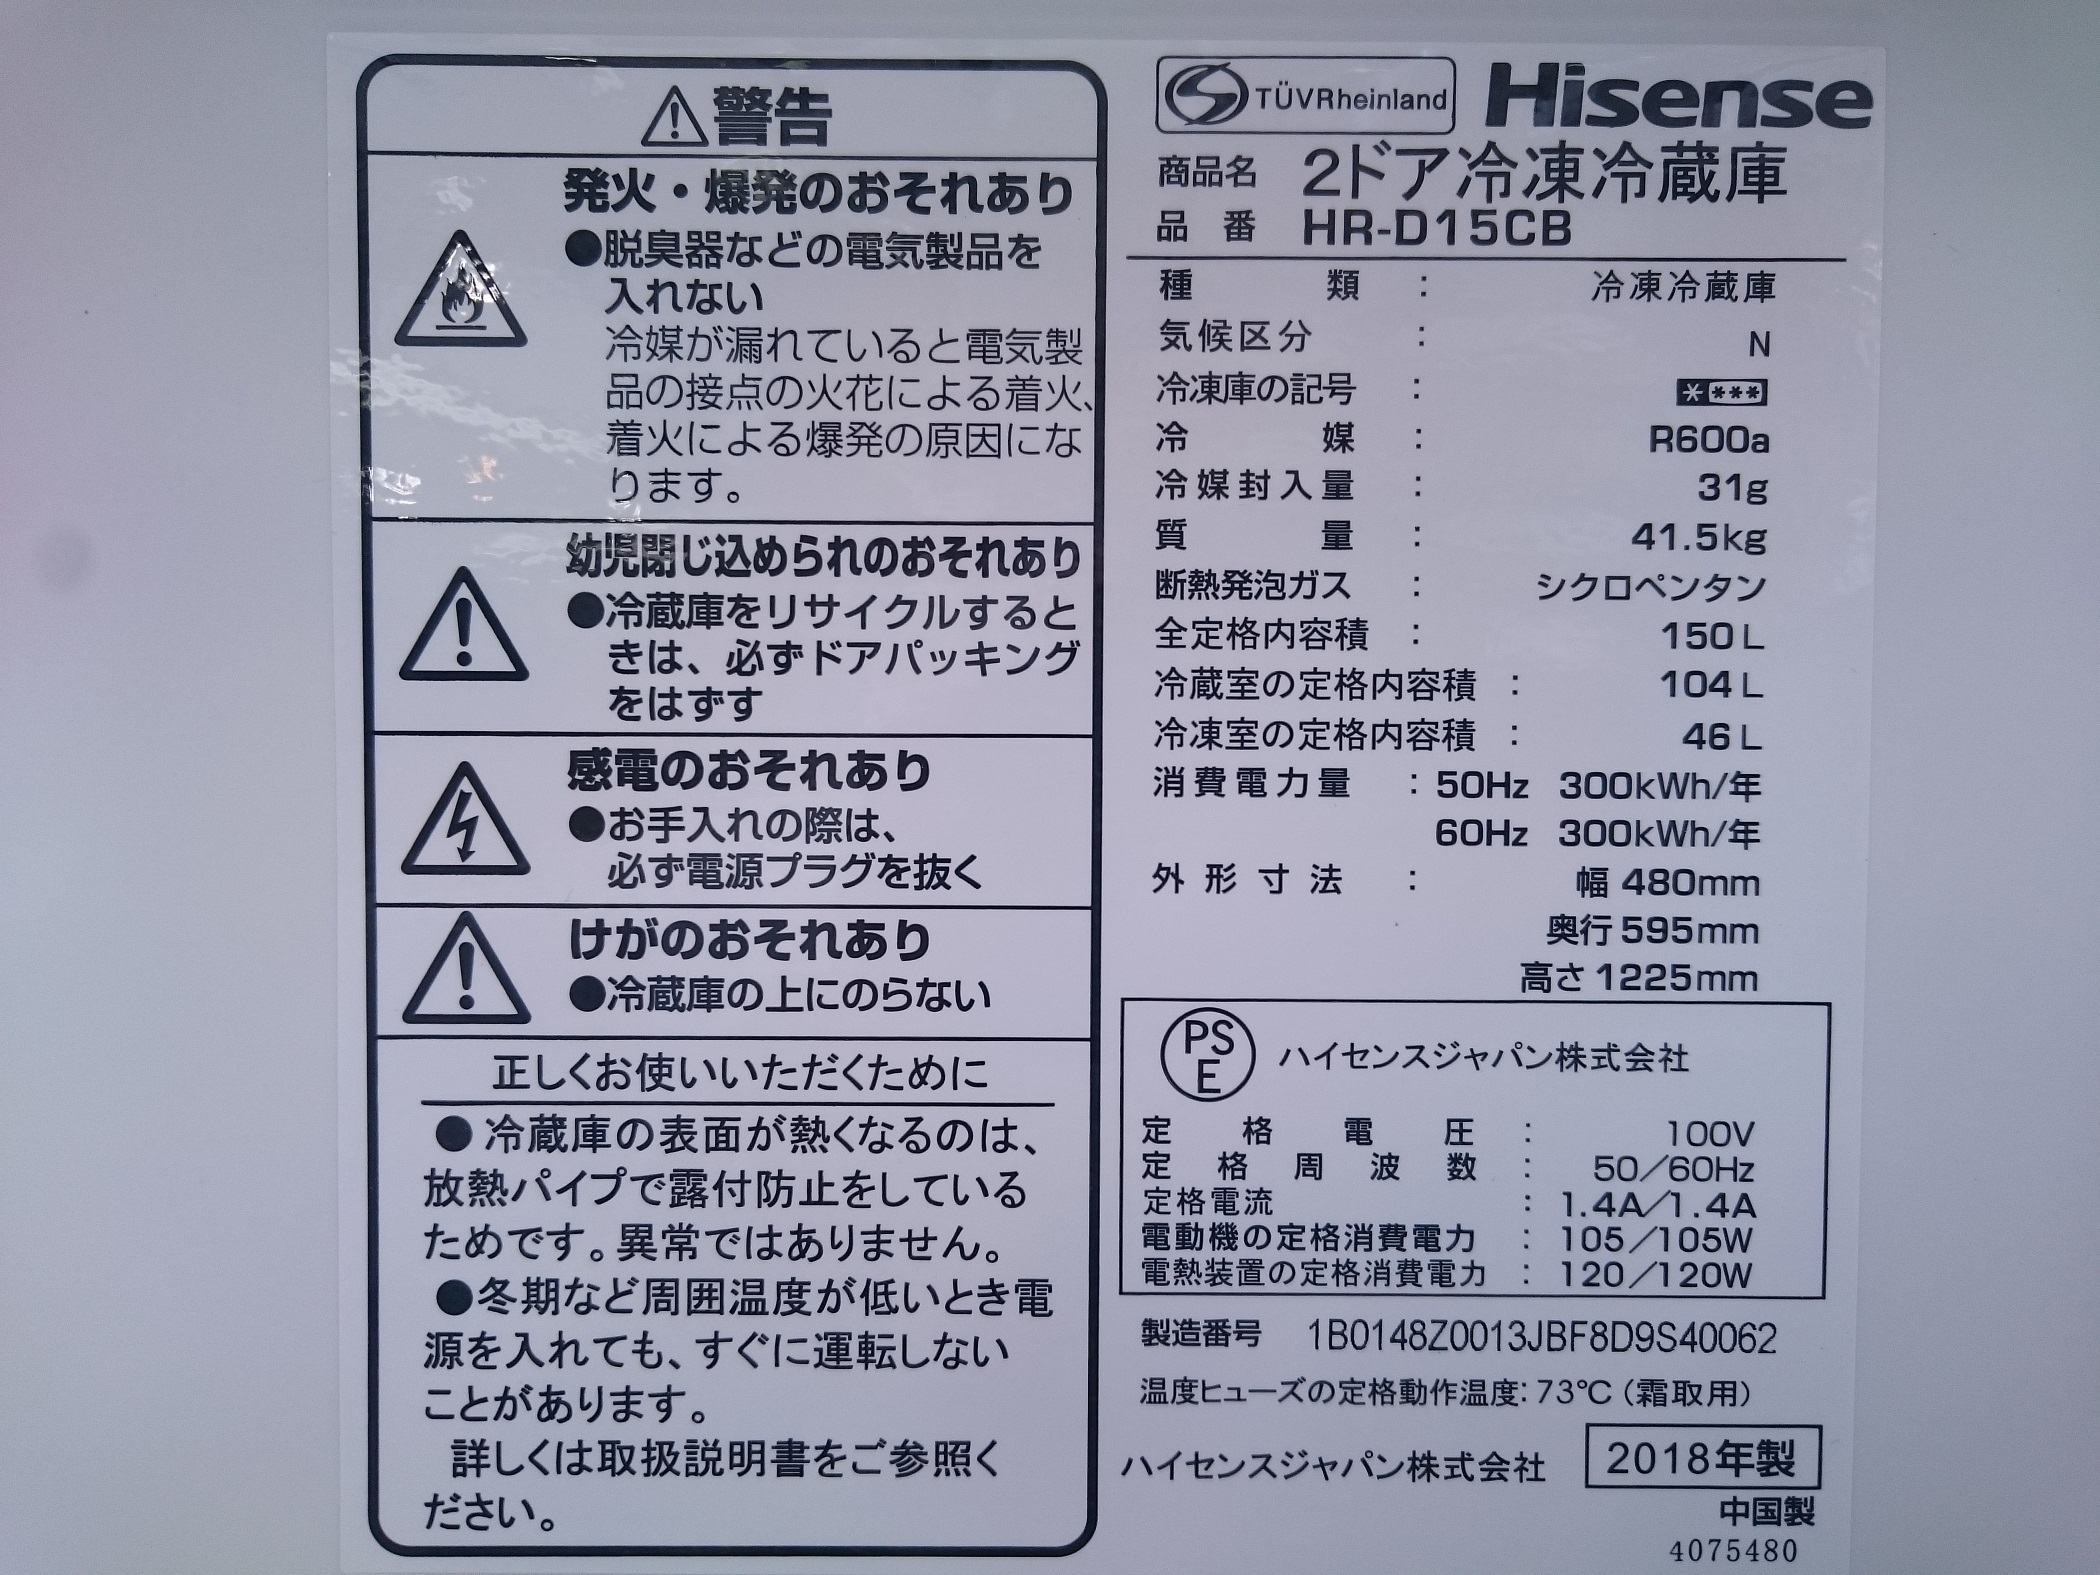 ⚠警告
発火・爆発のおそれあり
●脱臭器などの電気製品を
入れない
冷媒が漏れていると電気製
品の接点の火花による着火、
着火による爆発の原因にな
ります。
幼児閉じ込められのおそれあり
●冷蔵庫をリサイクルすると
きは、必ずドアパッキング
をはずす
感電のおそれあり
●お手入れの際は、
必ず電源プラグを抜く
けがのおそれあり
●冷蔵庫の上にのらない
正しくお使いいただくために
●冷蔵庫の表面が熱くなるのは、
放熱パイプで露付防止をしている
ためです。異常ではありません。
●冬期など周囲温度が低いとき電
源を入れても、すぐに運転しない
ことがあります。
詳しくは取扱説明書をご参照く
ださい。
TÜVRheinland Hisense
商品名 2ドア冷凍冷蔵庫
品番 HR-D15CB
種類 : 冷凍冷蔵庫
気候区分 : N
冷凍庫の記号 : ****
冷媒 : R600a
冷媒封入量 : 31g
質量 : 41.5kg
断熱発泡ガス : シクロペンタン
全定格内容積 : 150L
冷蔵室の定格内容積 : 104L
冷凍室の定格内容積 : 46L
消費電力量 : 50Hz 300kWh/年
60Hz 300kWh/年
外形寸法 : 幅 480mm
奥行 595mm
高さ 1225mm
PSE ハイセンスジャパン株式会社
定格電圧 : 100V
定格周波数 : 50/60Hz
定格電流 : 1.4A/1.4A
電動機の定格消費電力 : 105/105W
電熱装置の定格消費電力 : 120/120W
製造番号 1B0148Z0013JBF8D9S40062
温度ヒューズの定格動作温度: 73℃（霜取用）
ハイセンスジャパン株式会社 2018年製
中国製
4075480